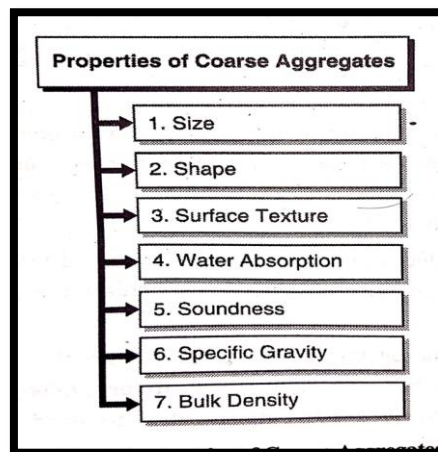 Properties of Coarse Aggregates
1. Size
2. Shape
3. Surface Texture
4. Water Absorption
5. Soundness
6. Specific Gravity
7. Bulk Density